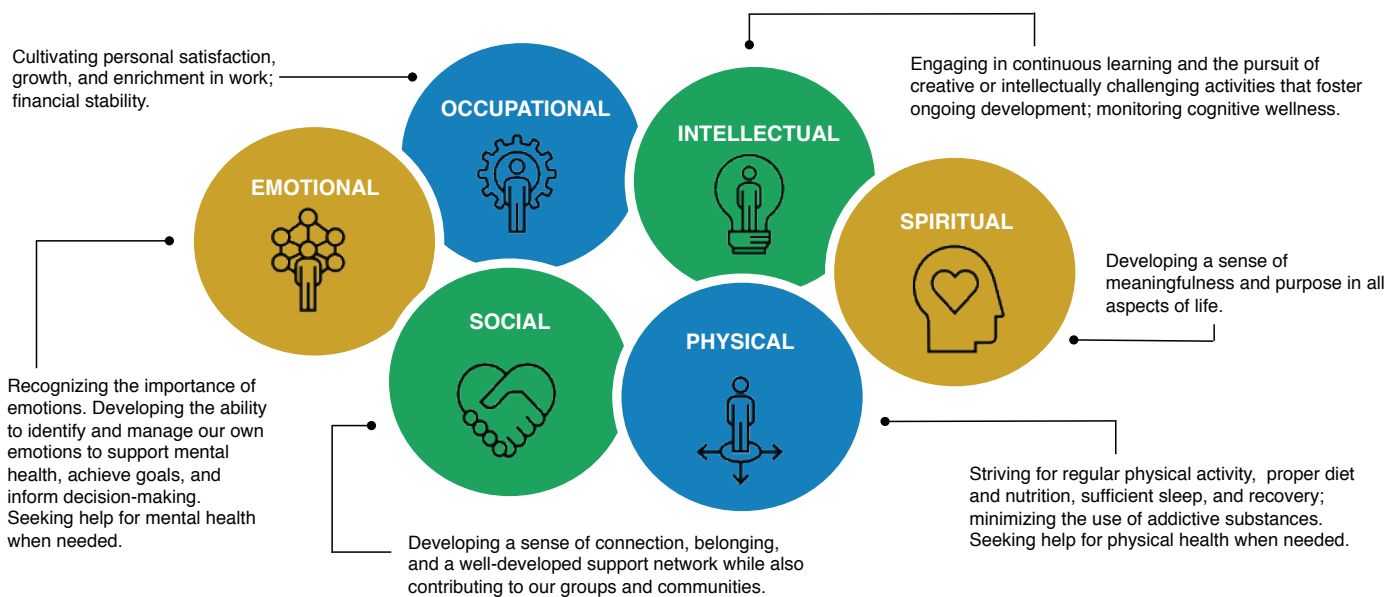 Cultivating personal satisfaction,
growth, and enrichment in work;
financial stability.
OCCUPATIONAL
INTELLECTUAL
Engaging in continuous learning and the pursuit of
creative or intellectually challenging activities that foster
ongoing development; monitoring cognitive wellness.
EMOTIONAL
SPIRITUAL
Developing a sense of
meaningfulness and purpose in all
aspects of life.
SOCIAL
PHYSICAL
Recognizing the importance of
emotions. Developing the ability
to identify and manage our own
emotions to support mental
health, achieve goals, and
inform decision-making.
Seeking help for mental health
when needed.
Developing a sense of connection, belonging,
and a well-developed support network while also
contributing to our groups and communities.
Striving for regular physical activity, proper diet
and nutrition, sufficient sleep, and recovery;
minimizing the use of addictive substances.
Seeking help for physical health when needed.